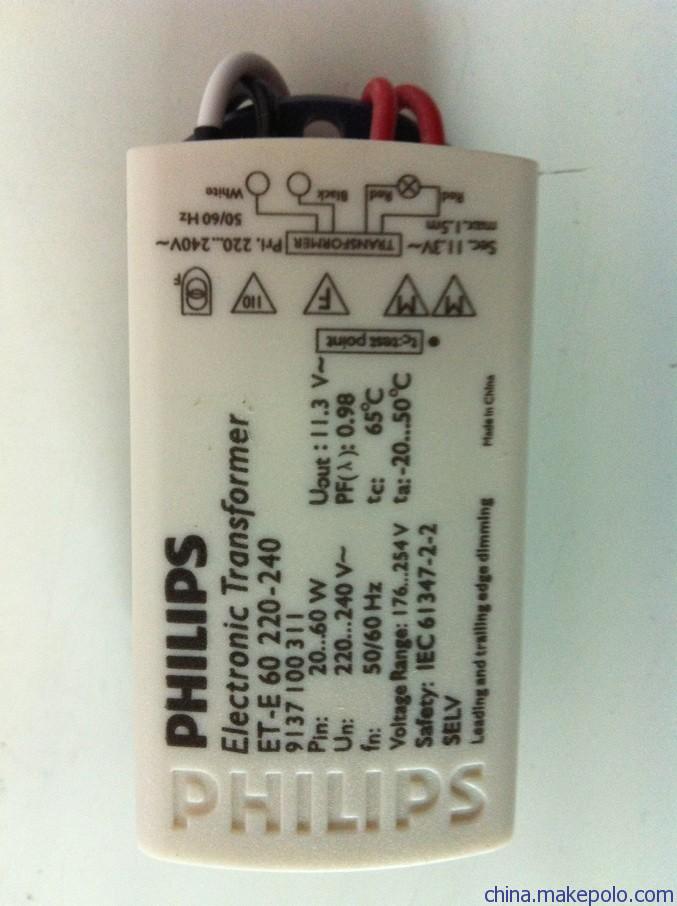 White
Black
Red
Red
50/60 Hz
max.1.5m
Pri. 220...240V~
TRANSFORMER
Sec. 11.3V~
F
110
F
M
M
tc:test point
PHILIPS
Electronic Transformer
ET-E 60 220-240
9137 100 311
Pin: 20...60 W
Un: 220...240 V~
fn: 50/60 Hz
Voltage Range: 176...254 V
Safety: IEC 61347-2-2
SELV
Leading and trailing edge dimming
Uout : 11.3 V~
PF(λ): 0.98
tc: 65°C
ta: -20...50°C
Made in China
PHILIPS
china.makepolo.com